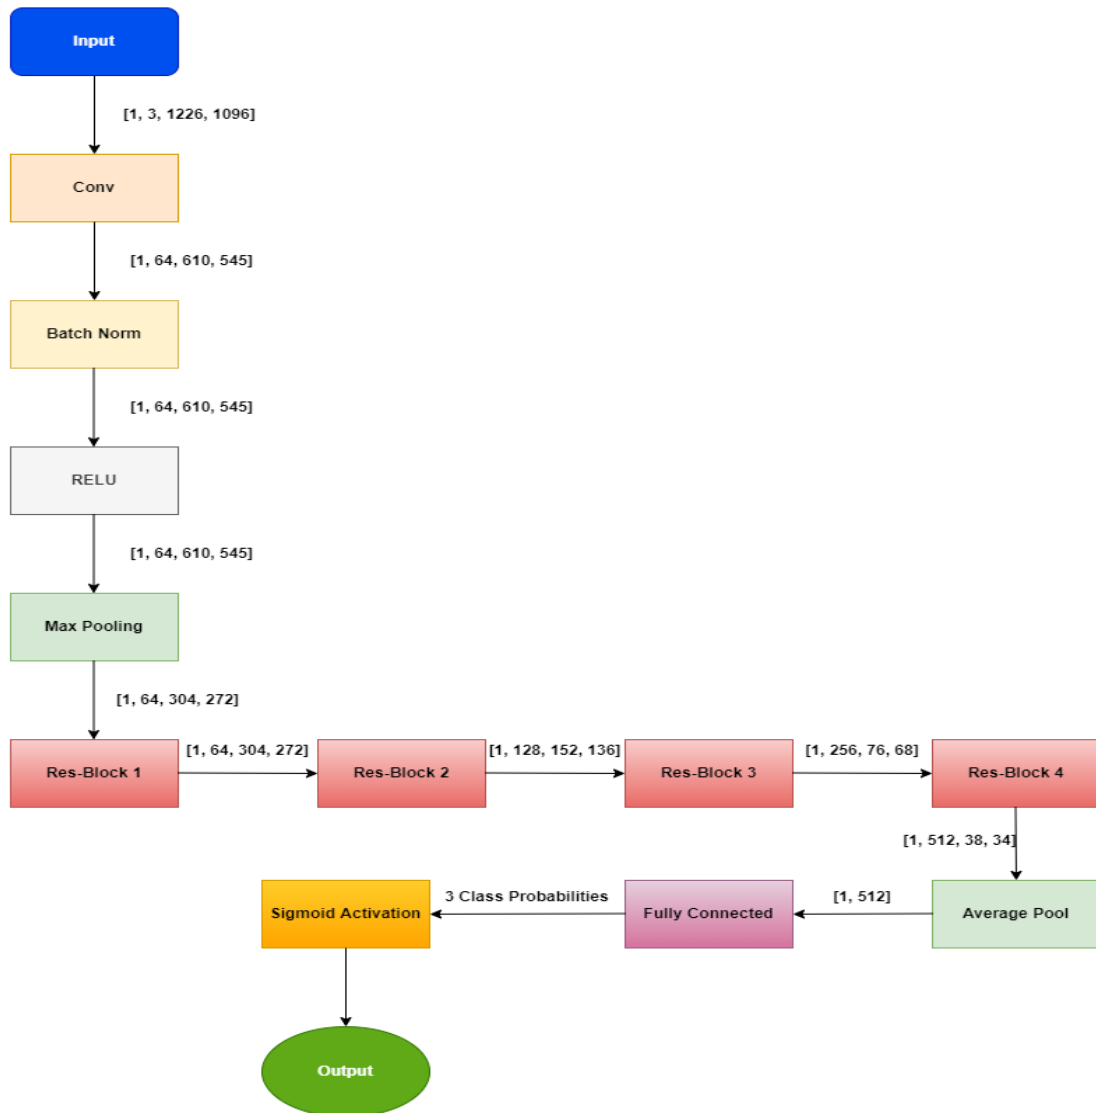 Input
[1, 3, 1226, 1096]
Conv
[1, 64, 610, 545]
Batch Norm
[1, 64, 610, 545]
RELU
[1, 64, 610, 545]
Max Pooling
[1, 64, 304, 272]
Res-Block 1
[1, 64, 304, 272]
Res-Block 2
[1, 128, 152, 136]
Res-Block 3
[1, 256, 76, 68]
Res-Block 4
[1, 512, 38, 34]
Average Pool
[1, 512]
Fully Connected
3 Class Probabilities
Sigmoid Activation
Output